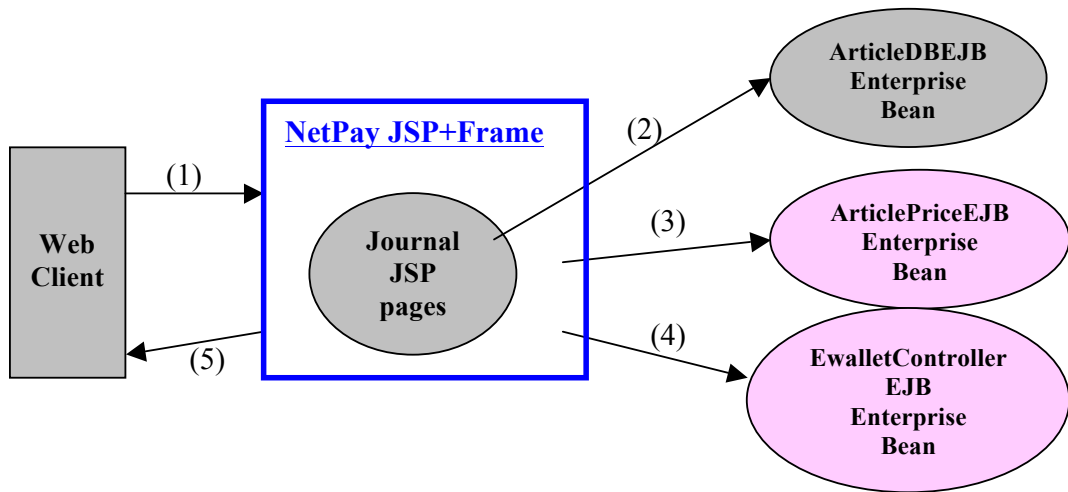 ArticleDBEJB
Enterprise
Bean
(2)
NetPay JSP+Frame
(1)
Web
Client
Journal
JSP
pages
(3)
ArticlePriceEJB
Enterprise
Bean
(4)
(5)
EwalletController
EJB
Enterprise
Bean